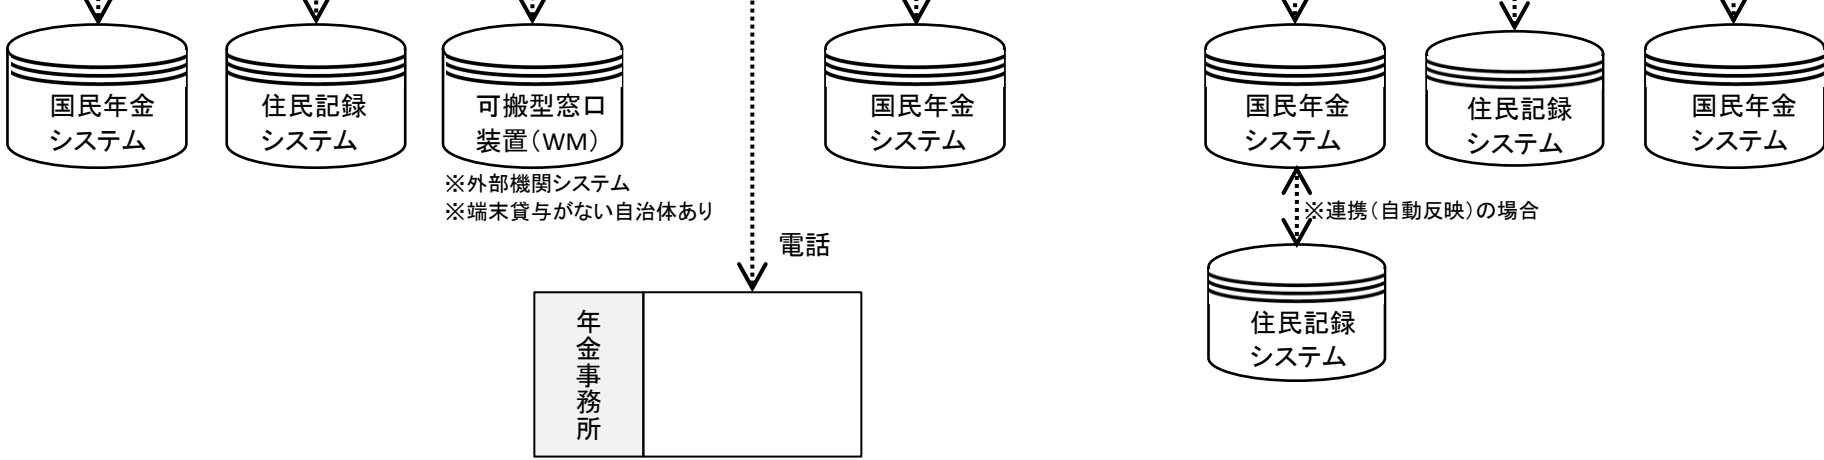 国民年金
システム
住民記録
システム
可搬型窓口
装置(WM)
※外部機関システム
※端末貸与がない自治体あり
国民年金
システム
国民年金
システム
住民記録
システム
国民年金
システム
※連携(自動反映)の場合
電話
年金事務所
住民記録
システム